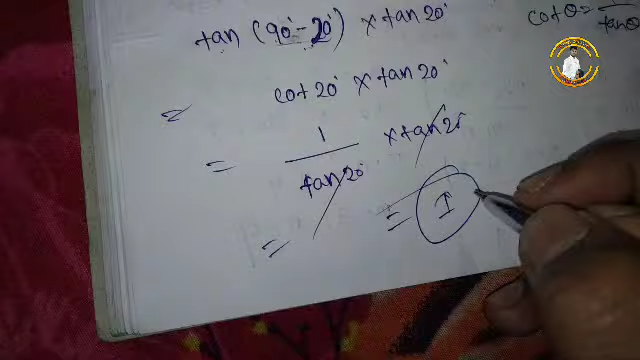 tan (90° - 20°) × tan 20°
cot θ = 1/tan θ
= cot 20° × tan 20°
= 1/tan 20° × tan 20°
= = 1